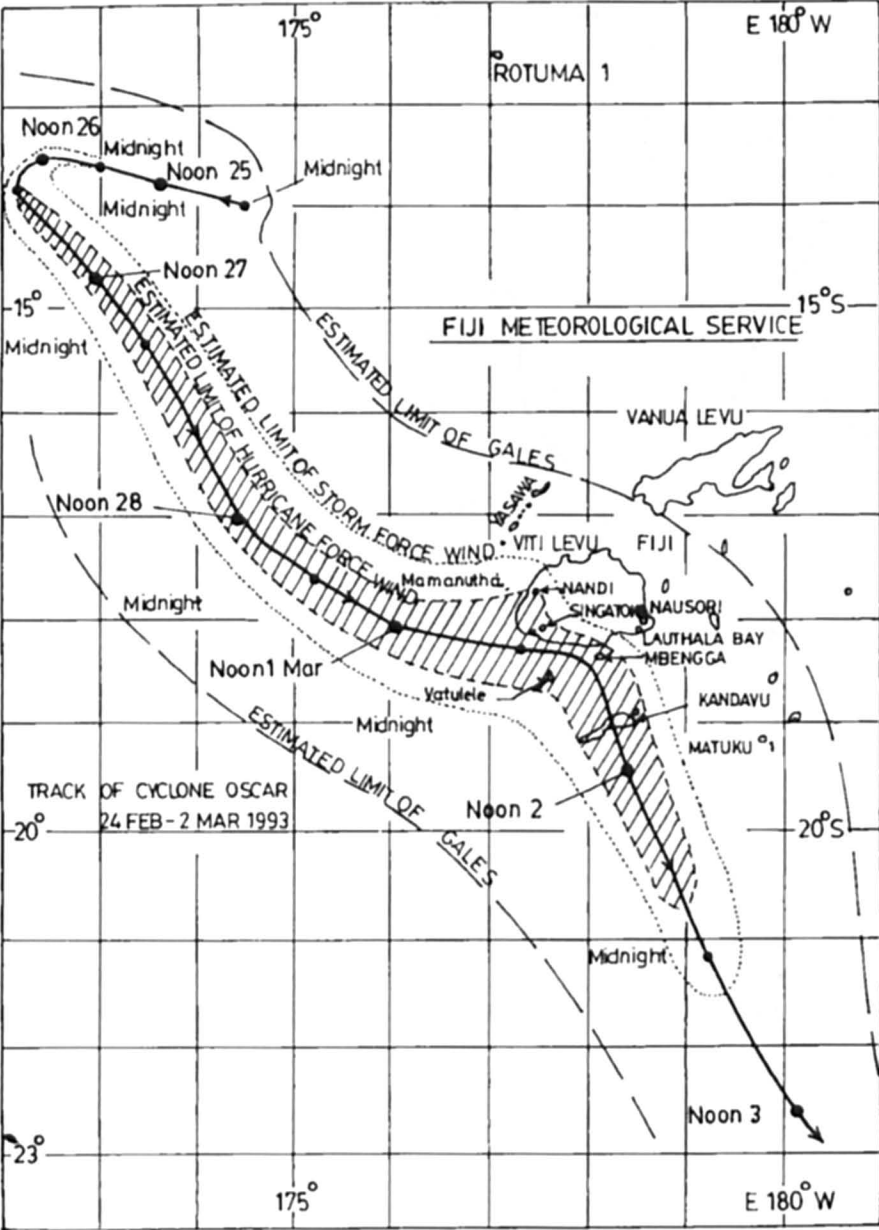 175°
E 180° W
ROTUMA 1
Noon 26
Midnight
Noon 25
Midnight
Midnight
Noon 27
15°
15°S
FIJI METEOROLOGICAL SERVICE
Midnight
ESTIMATED LIMIT OF GALES
ESTIMATED LIMIT OF STORM FORCE WIND
ESTIMATED LIMIT OF HURRICANE FORCE WIND
VANUA LEVU
YASAWA
Noon 28
VITI LEVU
FIJI
Mamanutha
NANDI
Midnight
SINGATOKA
NAUSORI
LAUTHALA BAY
MBENGGA
Noon 1 Mar
Vatulele
KANDAVU
Midnight
MATUKU 1
ESTIMATED LIMIT OF GALES
TRACK OF CYCLONE OSCAR
24 FEB - 2 MAR 1993
Noon 2
20°
20°S
Midnight
Noon 3
23°
175°
E 180° W